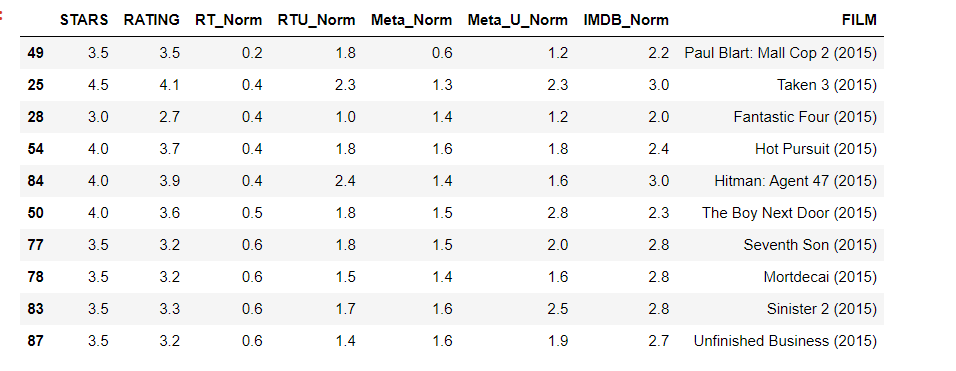 :
STARS RATING RT_Norm RTU_Norm Meta_Norm Meta_U_Norm IMDB_Norm FILM
49 3.5 3.5 0.2 1.8 0.6 1.2 2.2 Paul Blart: Mall Cop 2 (2015)
25 4.5 4.1 0.4 2.3 1.3 2.3 3.0 Taken 3 (2015)
28 3.0 2.7 0.4 1.0 1.4 1.2 2.0 Fantastic Four (2015)
54 4.0 3.7 0.4 1.8 1.6 1.8 2.4 Hot Pursuit (2015)
84 4.0 3.9 0.4 2.4 1.4 1.6 3.0 Hitman: Agent 47 (2015)
50 4.0 3.6 0.5 1.8 1.5 2.8 2.3 The Boy Next Door (2015)
77 3.5 3.2 0.6 1.8 1.5 2.0 2.8 Seventh Son (2015)
78 3.5 3.2 0.6 1.5 1.4 1.6 2.8 Mortdecai (2015)
83 3.5 3.3 0.6 1.7 1.6 2.5 2.8 Sinister 2 (2015)
87 3.5 3.2 0.6 1.4 1.6 1.9 2.7 Unfinished Business (2015)